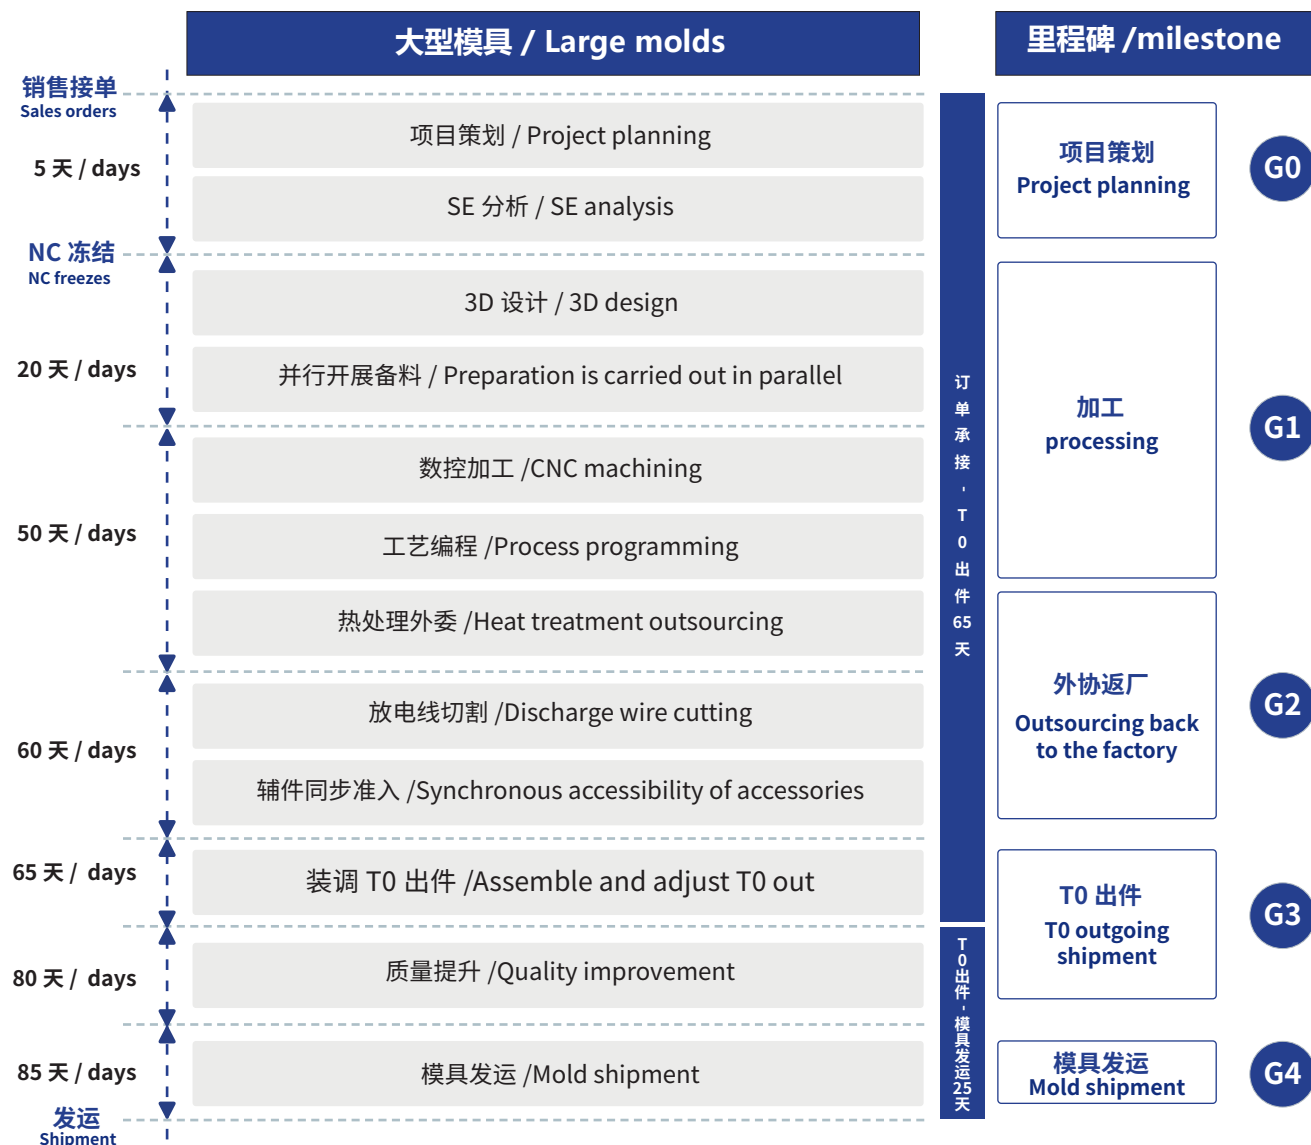 大型模具 / Large molds
里程碑 /milestone
销售接单
Sales orders
5 天 / days
NC 冻结
NC freezes
20 天 / days
50 天 / days
60 天 / days
65 天 / days
80 天 / days
85 天 / days
发运
Shipment
项目策划 / Project planning
SE 分析 / SE analysis
3D 设计 / 3D design
并行开展备料 / Preparation is carried out in parallel
数控加工 /CNC machining
工艺编程 /Process programming
热处理外委 /Heat treatment outsourcing
放电线切割 /Discharge wire cutting
辅件同步准入 /Synchronous accessibility of accessories
装调 T0 出件 /Assemble and adjust T0 out
质量提升 /Quality improvement
模具发运 /Mold shipment
订单承接-T0出件65天
T0出件-模具发运25天
项目策划
Project planning
G0
加工
processing
G1
外协返厂
Outsourcing back
to the factory
G2
T0 出件
T0 outgoing
shipment
G3
模具发运
Mold shipment
G4